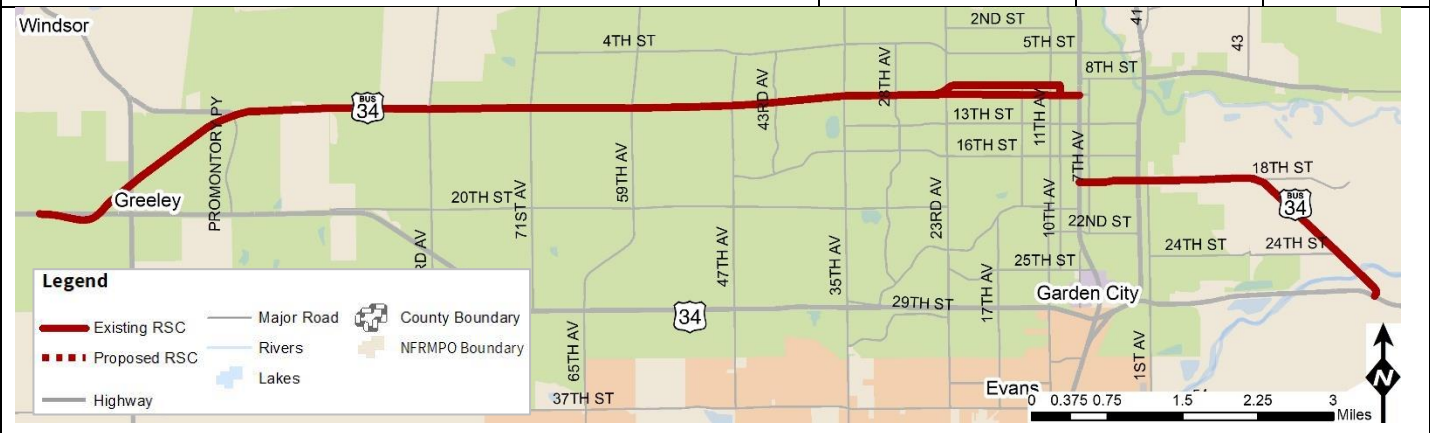 Windsor
2ND ST
41
4TH ST
5TH ST
43
8TH ST
BUS
34
PROMONTORY PY
43RD AV
28TH AV
13TH ST
11TH AV
16TH ST
7TH AV
59TH AV
18TH ST
BUS
34
Greeley
20TH ST
71ST AV
23RD AV
10TH AV
22ND ST
RD AV
47TH AV
35TH AV
24TH ST
24TH ST
25TH ST
17TH AV
Garden City
29TH ST
34
65TH AV
1ST AV
37TH ST
Evans
Legend
Existing RSC
Proposed RSC
Highway
Major Road
Rivers
Lakes
County Boundary
NFRMPO Boundary
N
0 0.375 0.75 1.5 2.25 3
Miles